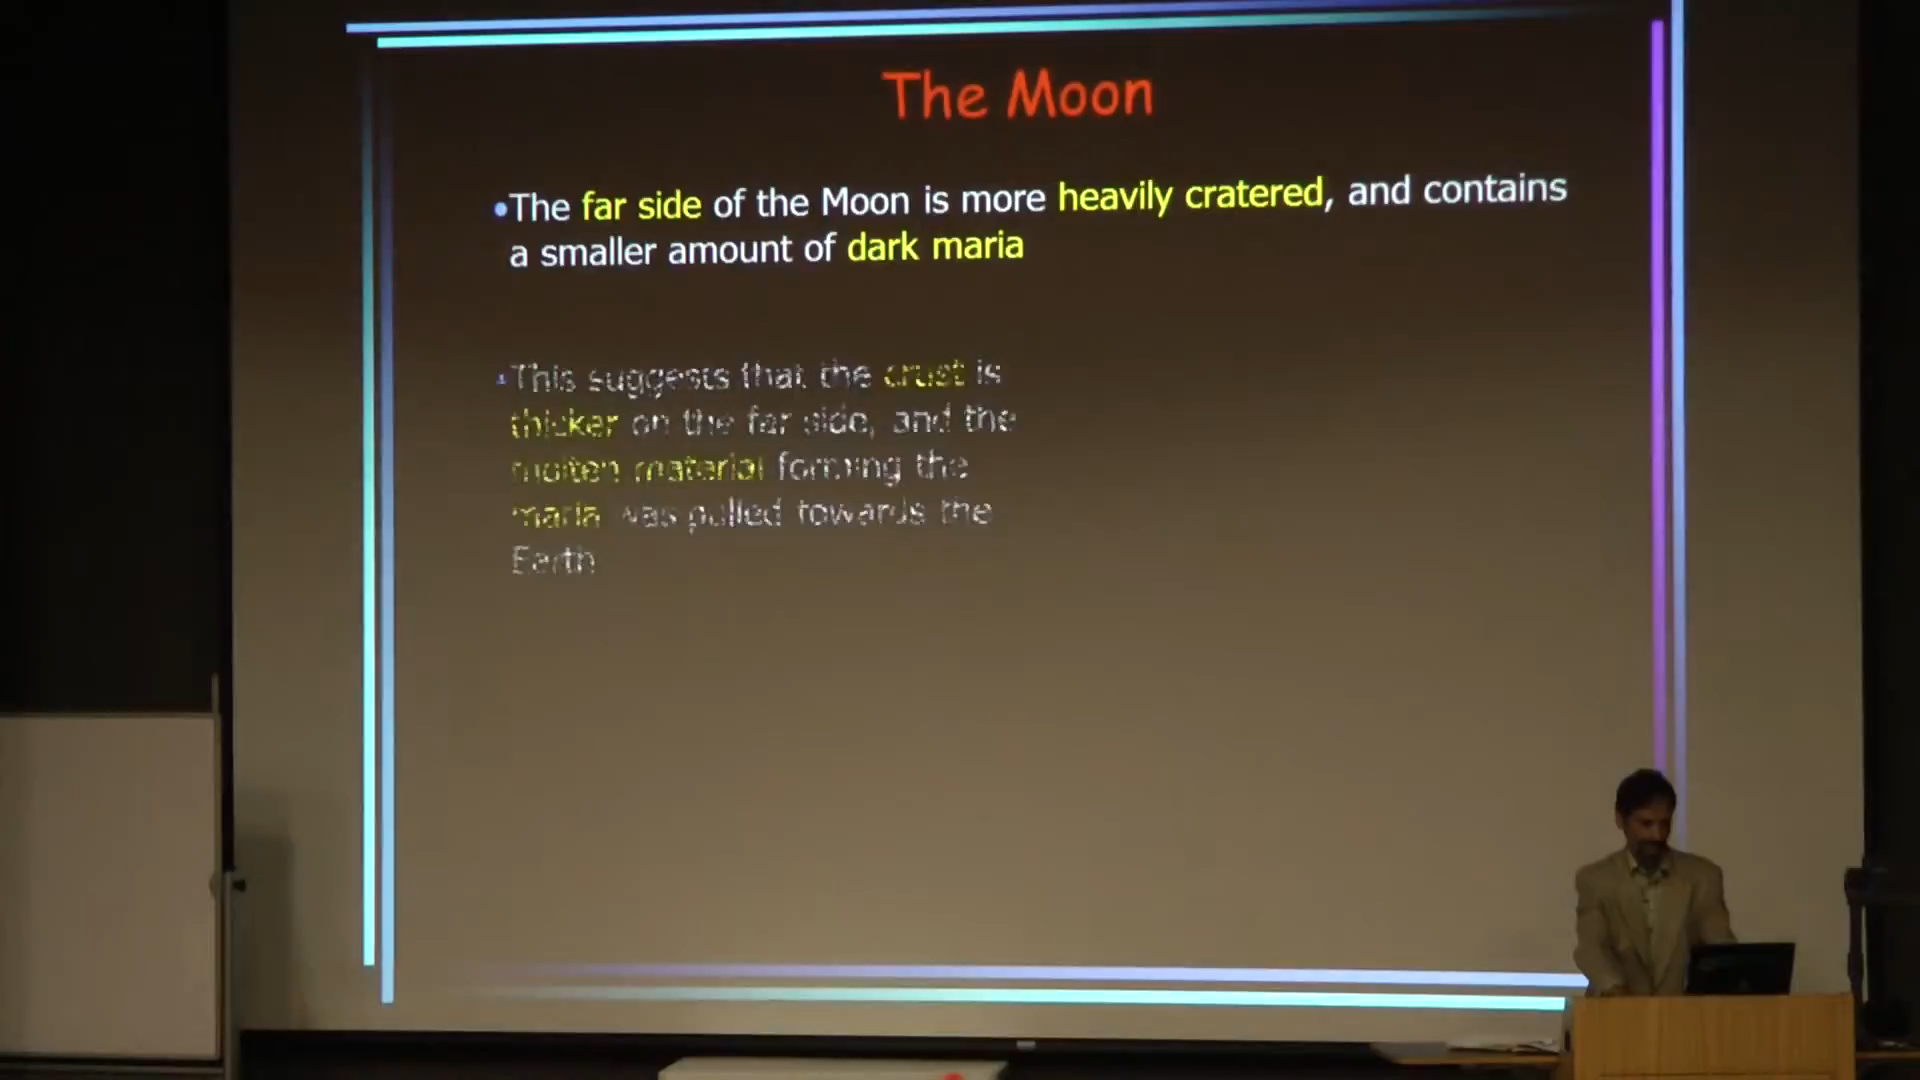 The Moon
•The far side of the Moon is more heavily cratered, and contains
a smaller amount of dark maria
•This suggests that the crust is
thicker on the far side, and the
molten material forming the
maria was pulled towards the
Earth